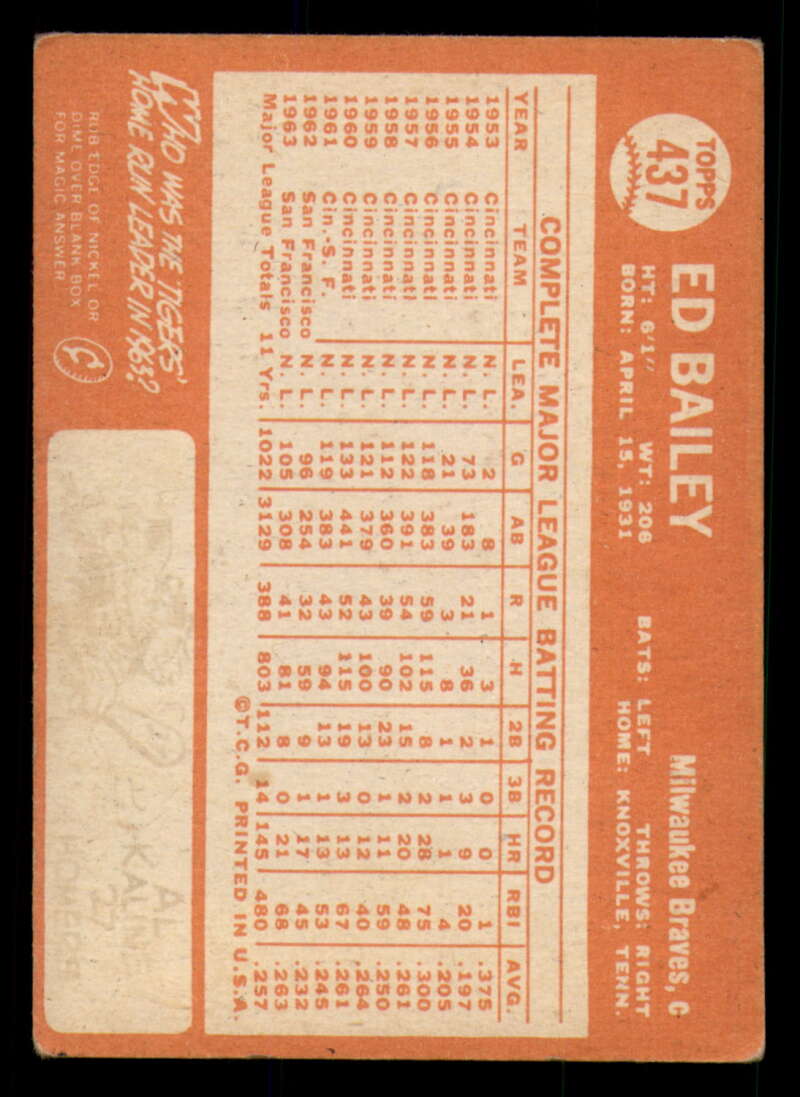 TOPPS
437
ED BAILEY
Milwaukee Braves, c
HT: 6'1" WT: 206 BATS: LEFT THROWS: RIGHT
BORN: APRIL 15, 1931 HOME: KNOXVILLE, TENN.
COMPLETE MAJOR LEAGUE BATTING RECORD
YEAR TEAM LEA. G AB R H 2B 3B HR RBI AVG.
1953 Cincinnati N. L. 2 8 1 3 1 0 0 1 .375
1954 Cincinnati N. L. 73 183 21 36 2 3 9 20 .197
1955 Cincinnati N. L. 21 39 3 8 1 1 1 4 .205
1956 Cincinnati N. L. 118 383 59 115 8 2 28 75 .300
1957 Cincinnati N. L. 122 391 54 102 15 2 20 48 .261
1958 Cincinnati N. L. 112 360 39 90 23 1 11 59 .250
1959 Cincinnati N. L. 121 379 43 100 13 0 12 40 .264
1960 Cincinnati N. L. 133 441 52 115 19 3 13 67 .261
1961 Cin.-S. F. N. L. 119 383 43 94 13 1 13 53 .245
1962 San Francisco N. L. 96 254 32 59 9 1 17 45 .232
1963 San Francisco N. L. 105 308 41 81 8 0 21 68 .263
Major League Totals 11 Yrs. 1022 3129 388 803 112 14 145 480 .257
©T.C.G. PRINTED IN U.S.A.
WHO WAS THE TIGERS'
HOME RUN LEADER IN 1963?
RUB EDGE OF NICKEL OR
DIME OVER BLANK BOX
FOR MAGIC ANSWER
AL
KALINE
27
HOMERS